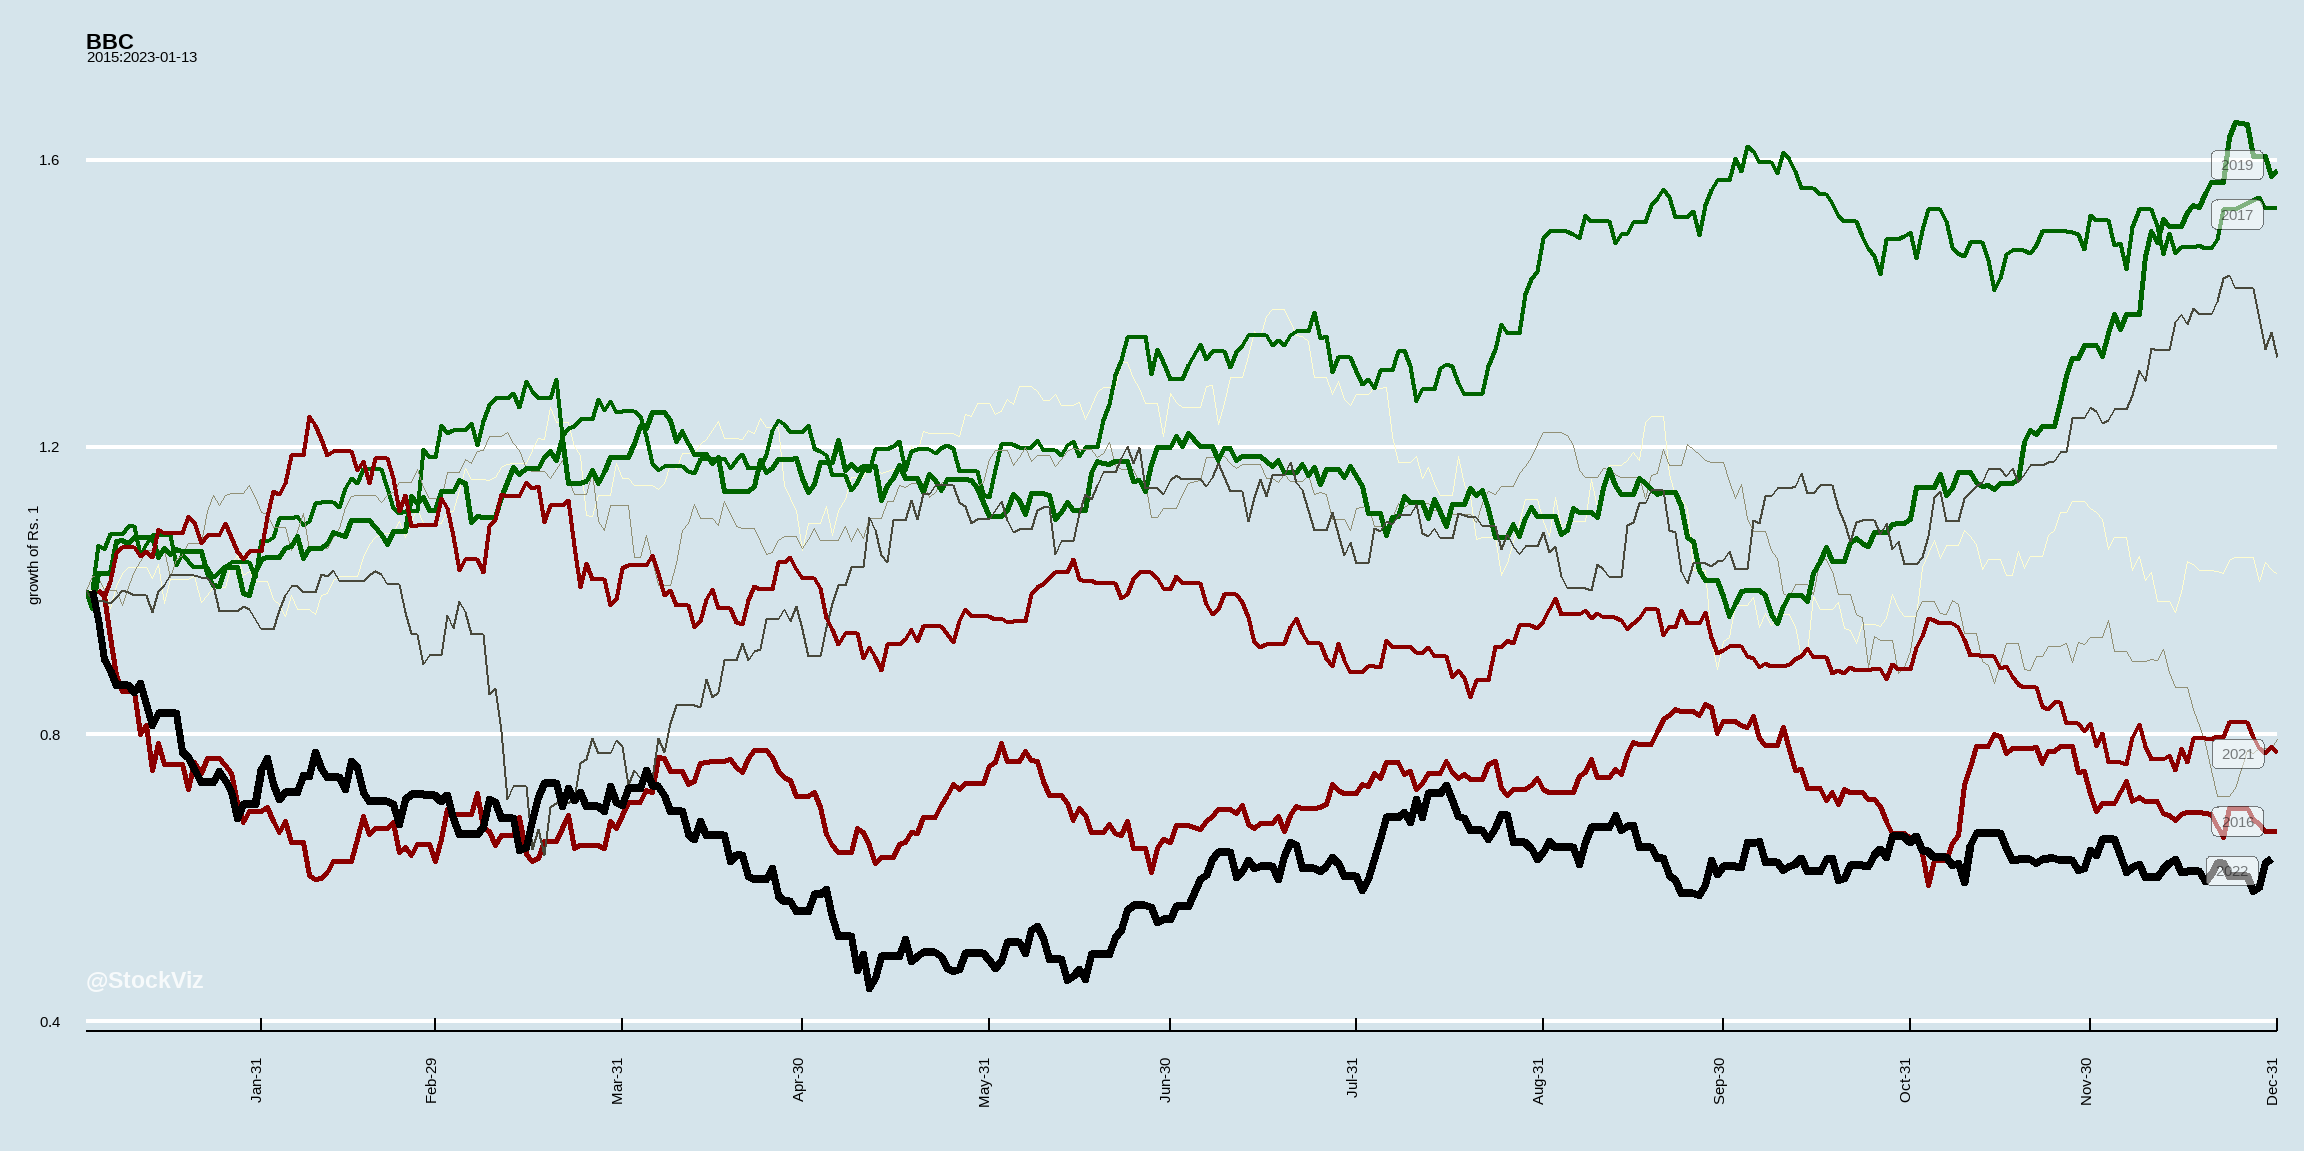 BBC
2015:2023-01-13
1.6
2019
2017
1.2
growth of Rs. 1
0.8
2021
2016
2022
@StockViz
0.4
Jan-31
Feb-29
Mar-31
Apr-30
May-31
Jun-30
Jul-31
Aug-31
Sep-30
Oct-31
Nov-30
Dec-31